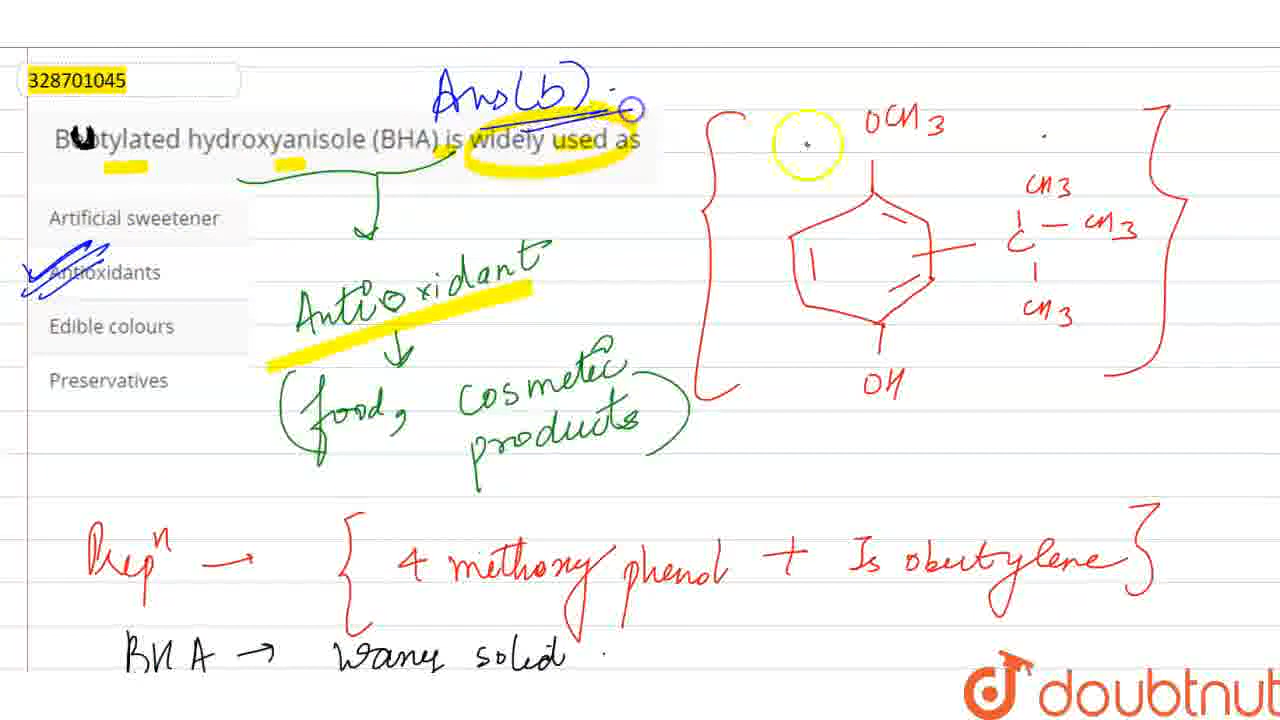 328701045
Ans (b).
Butylated hydroxyanisole (BHA) is widely used as
Artificial sweetener
Antioxidants
Edible colours
Preservatives
Antioxidant
(food, cosmetic
products)
OCH3
CH3
C — CH3
CH3
OH
Prepn → { 4 methoxy phenol + Isobutylene }
BHA → Waxy solid.
doubtnut